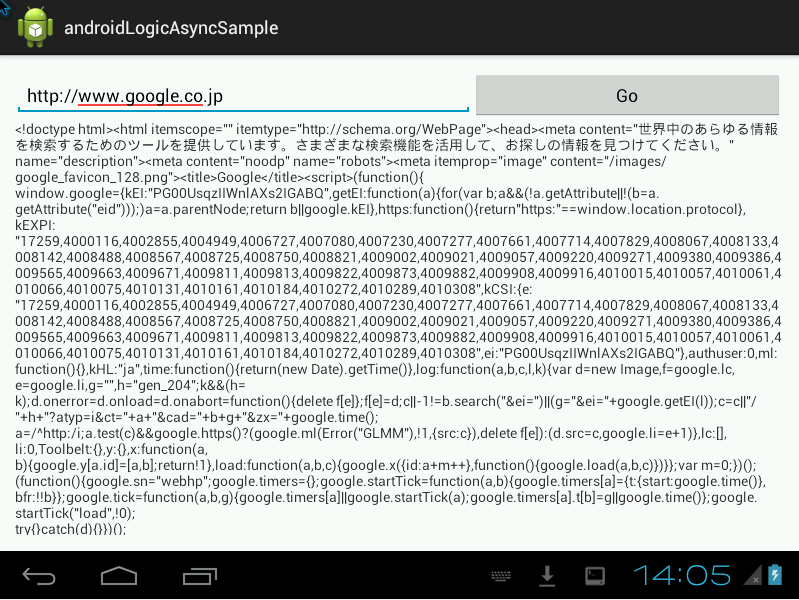 androidLogicAsyncSample
http://www.google.co.jp
Go
<!doctype html><html itemscope="" itemtype="http://schema.org/WebPage"><head><meta content="世界中のあらゆる情報
を検索するためのツールを提供しています。さまざまな検索機能を活用して、お探しの情報を見つけてください。"
name="description"><meta content="noodp" name="robots"><meta itemprop="image" content="/images/
google_favicon_128.png"><title>Google</title><script>(function(){
window.google={kEI:"PG00UsqzIIWnlAXs2IGABQ",getEI:function(a){for(var b;a&&(!a.getAttribute||!(b=a.
getAttribute("eid")));)a=a.parentNode;return b||google.kEI},https:function(){return"https:"==window.location.protocol},
kEXPI:
"17259,4000116,4002855,4004949,4006727,4007080,4007230,4007277,4007661,4007714,4007829,4008067,4008133,4
008142,4008488,4008567,4008725,4008750,4008821,4009002,4009021,4009057,4009220,4009271,4009380,4009386,4
009565,4009663,4009671,4009811,4009813,4009822,4009873,4009882,4009908,4009916,4010015,4010057,4010061,4
010066,4010075,4010131,4010161,4010184,4010272,4010289,4010308",kCSI:{e:
"17259,4000116,4002855,4004949,4006727,4007080,4007230,4007277,4007661,4007714,4007829,4008067,4008133,4
008142,4008488,4008567,4008725,4008750,4008821,4009002,4009021,4009057,4009220,4009271,4009380,4009386,4
009565,4009663,4009671,4009811,4009813,4009822,4009873,4009882,4009908,4009916,4010015,4010057,4010061,4
010066,4010075,4010131,4010161,4010184,4010272,4010289,4010308",ei:"PG00UsqzIIWnlAXs2IGABQ"},authuser:0,ml:
function(){},kHL:"ja",time:function(){return(new Date).getTime()},log:function(a,b,c,l,k){var d=new Image,f=google.lc,
e=google.li,g="",h="gen_204";k&&(h=
k);d.onerror=d.onload=d.onabort=function(){delete f[e]};f[e]=d;c||-1!=b.search("&ei=")||(g="&ei="+google.getEI(l));c=c||"/
"+h+"?atyp=i&ct="+a+"&cad="+b+g+"&zx="+google.time();
a=/^http:/i;a.test(c)&&google.https()?(google.ml(Error("GLMM"),!1,{src:c}),delete f[e]):(d.src=c,google.li=e+1)},lc:[],
li:0,Toolbelt:{},y:{},x:function(a,
b){google.y[a.id]=[a,b];return!1},load:function(a,b,c){google.x({id:a+m++},function(){google.load(a,b,c)})}};var m=0;})();
(function(){google.sn="webhp";google.timers={};google.startTick=function(a,b){google.timers[a]={t:{start:google.time()},
bfr:!!b}};google.tick=function(a,b,g){google.timers[a]||google.startTick(a);google.timers[a].t[b]=g||google.time()};google.
startTick("load",!0);
try{}catch(d){}})();
14:05